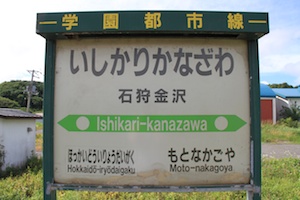 学園都市線
いしかりかなざわ
石狩金沢
Ishikari-kanazawa
ほっかいどういりょうだいがく
Hokkaidō-iryōdaigaku
もとなかごや
Moto-nakagoya